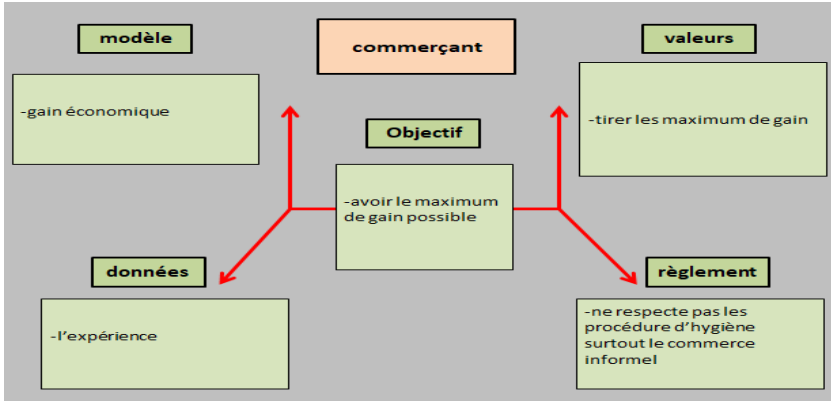 modèle
commerçant
valeurs
-gain économique
-tirer les maximum de gain
Objectif
-avoir le maximum
de gain possible
données
règlement
-l’expérience
-ne respecte pas les
procédure d’hygiène
surtout le commerce
informel